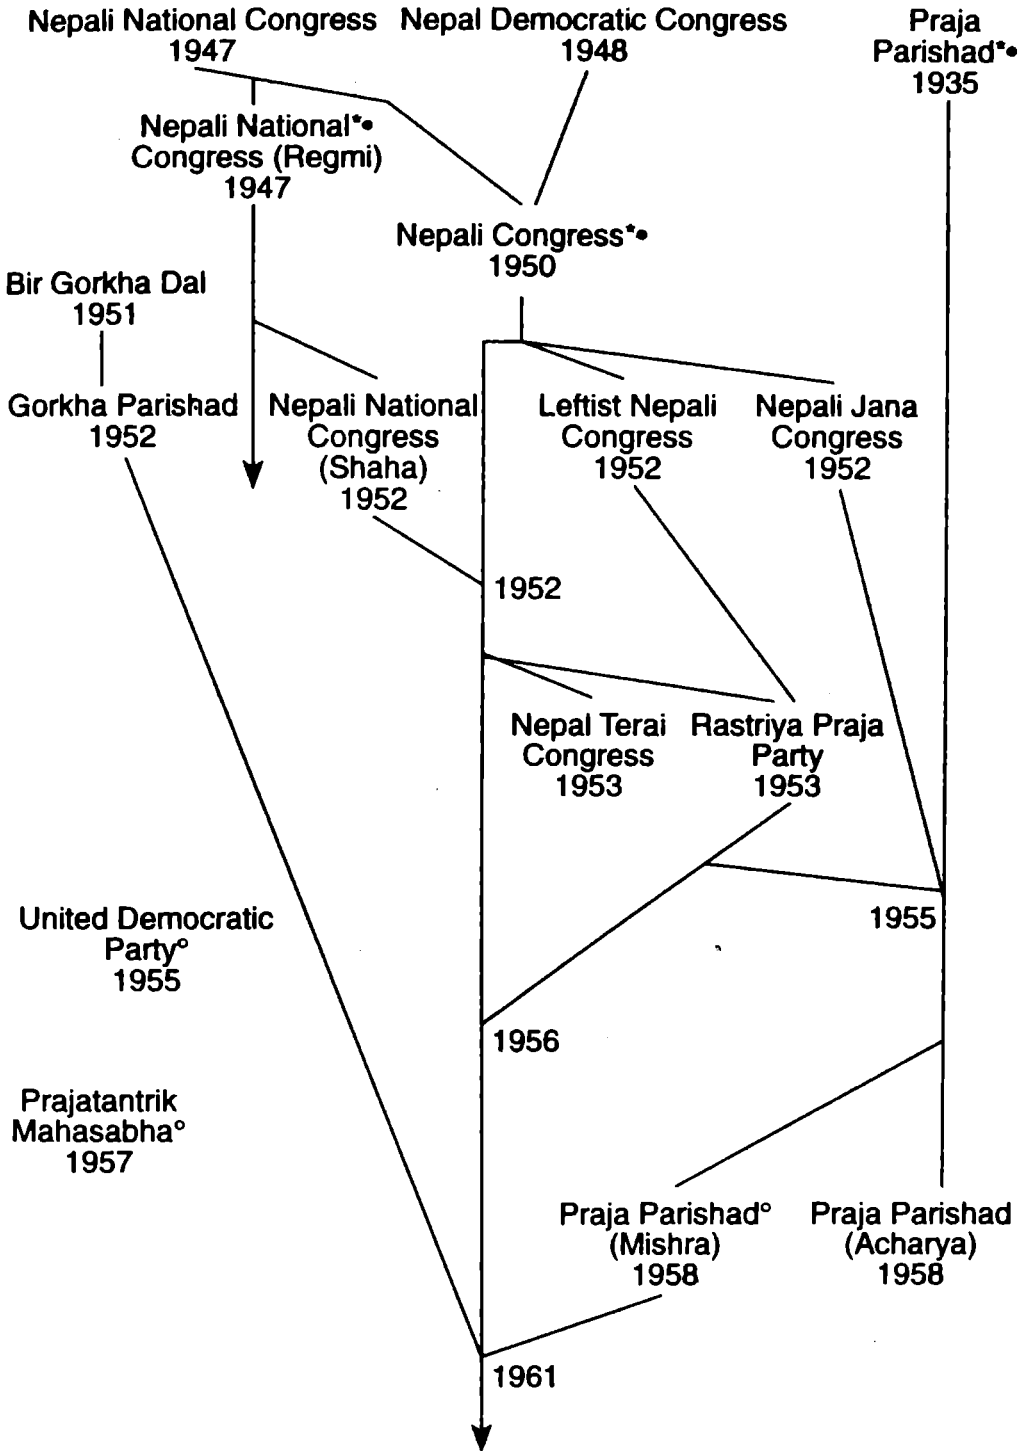 Nepali National Congress
1947
Nepal Democratic Congress
1948
Praja
Parishad*•
1935
Nepali National*•
Congress (Regmi)
1947
Nepali Congress*•
1950
Bir Gorkha Dal
1951
Gorkha Parishad
1952
Nepali National
Congress
(Shaha)
1952
Leftist Nepali
Congress
1952
Nepali Jana
Congress
1952
1952
Nepal Terai
Congress
1953
Rastriya Praja
Party
1953
United Democratic
Party°
1955
1955
1956
Prajatantrik
Mahasabha°
1957
Praja Parishad°
(Mishra)
1958
Praja Parishad
(Acharya)
1958
1961